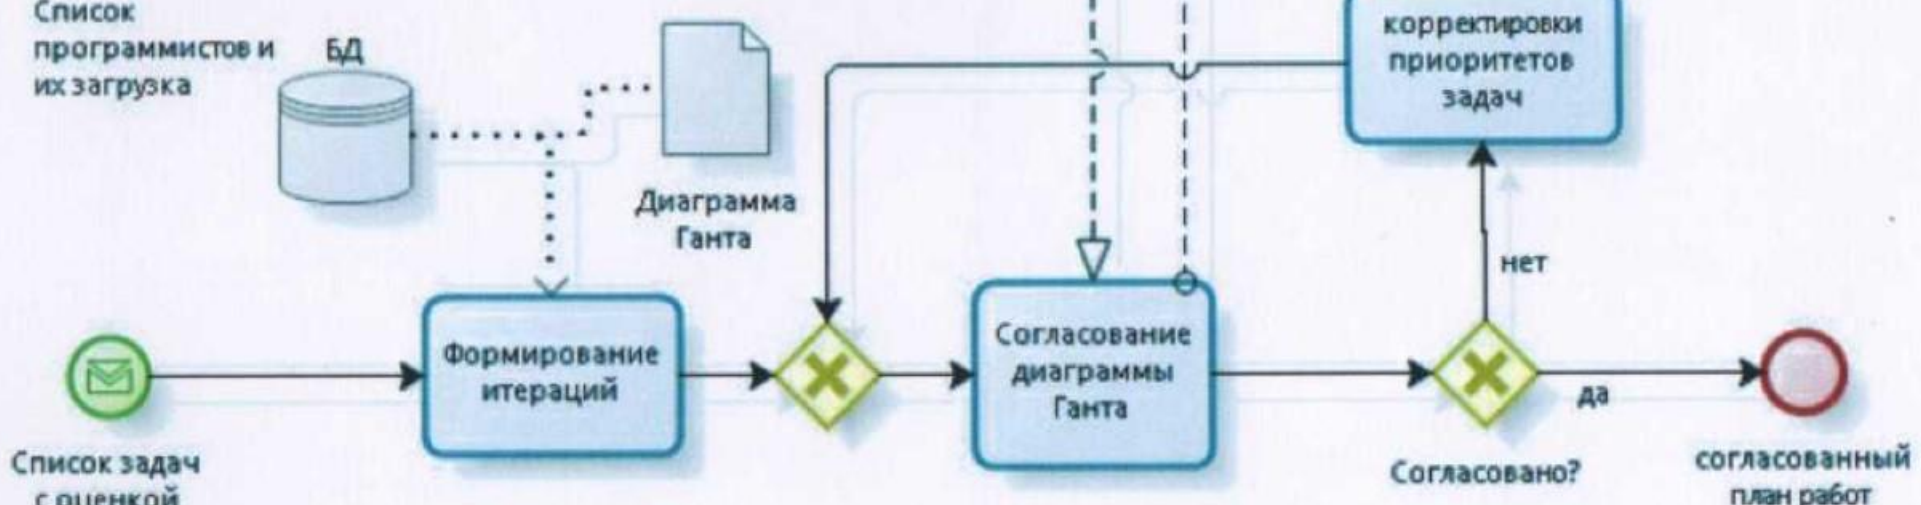 Список
программистов и
их загрузка
БД
Диаграмма
Ганта
корректировки
приоритетов
задач
нет
Формирование
итераций
Согласование
диаграммы
Ганта
да
Список задач
с оценкой
Согласовано?
согласованный
план работ